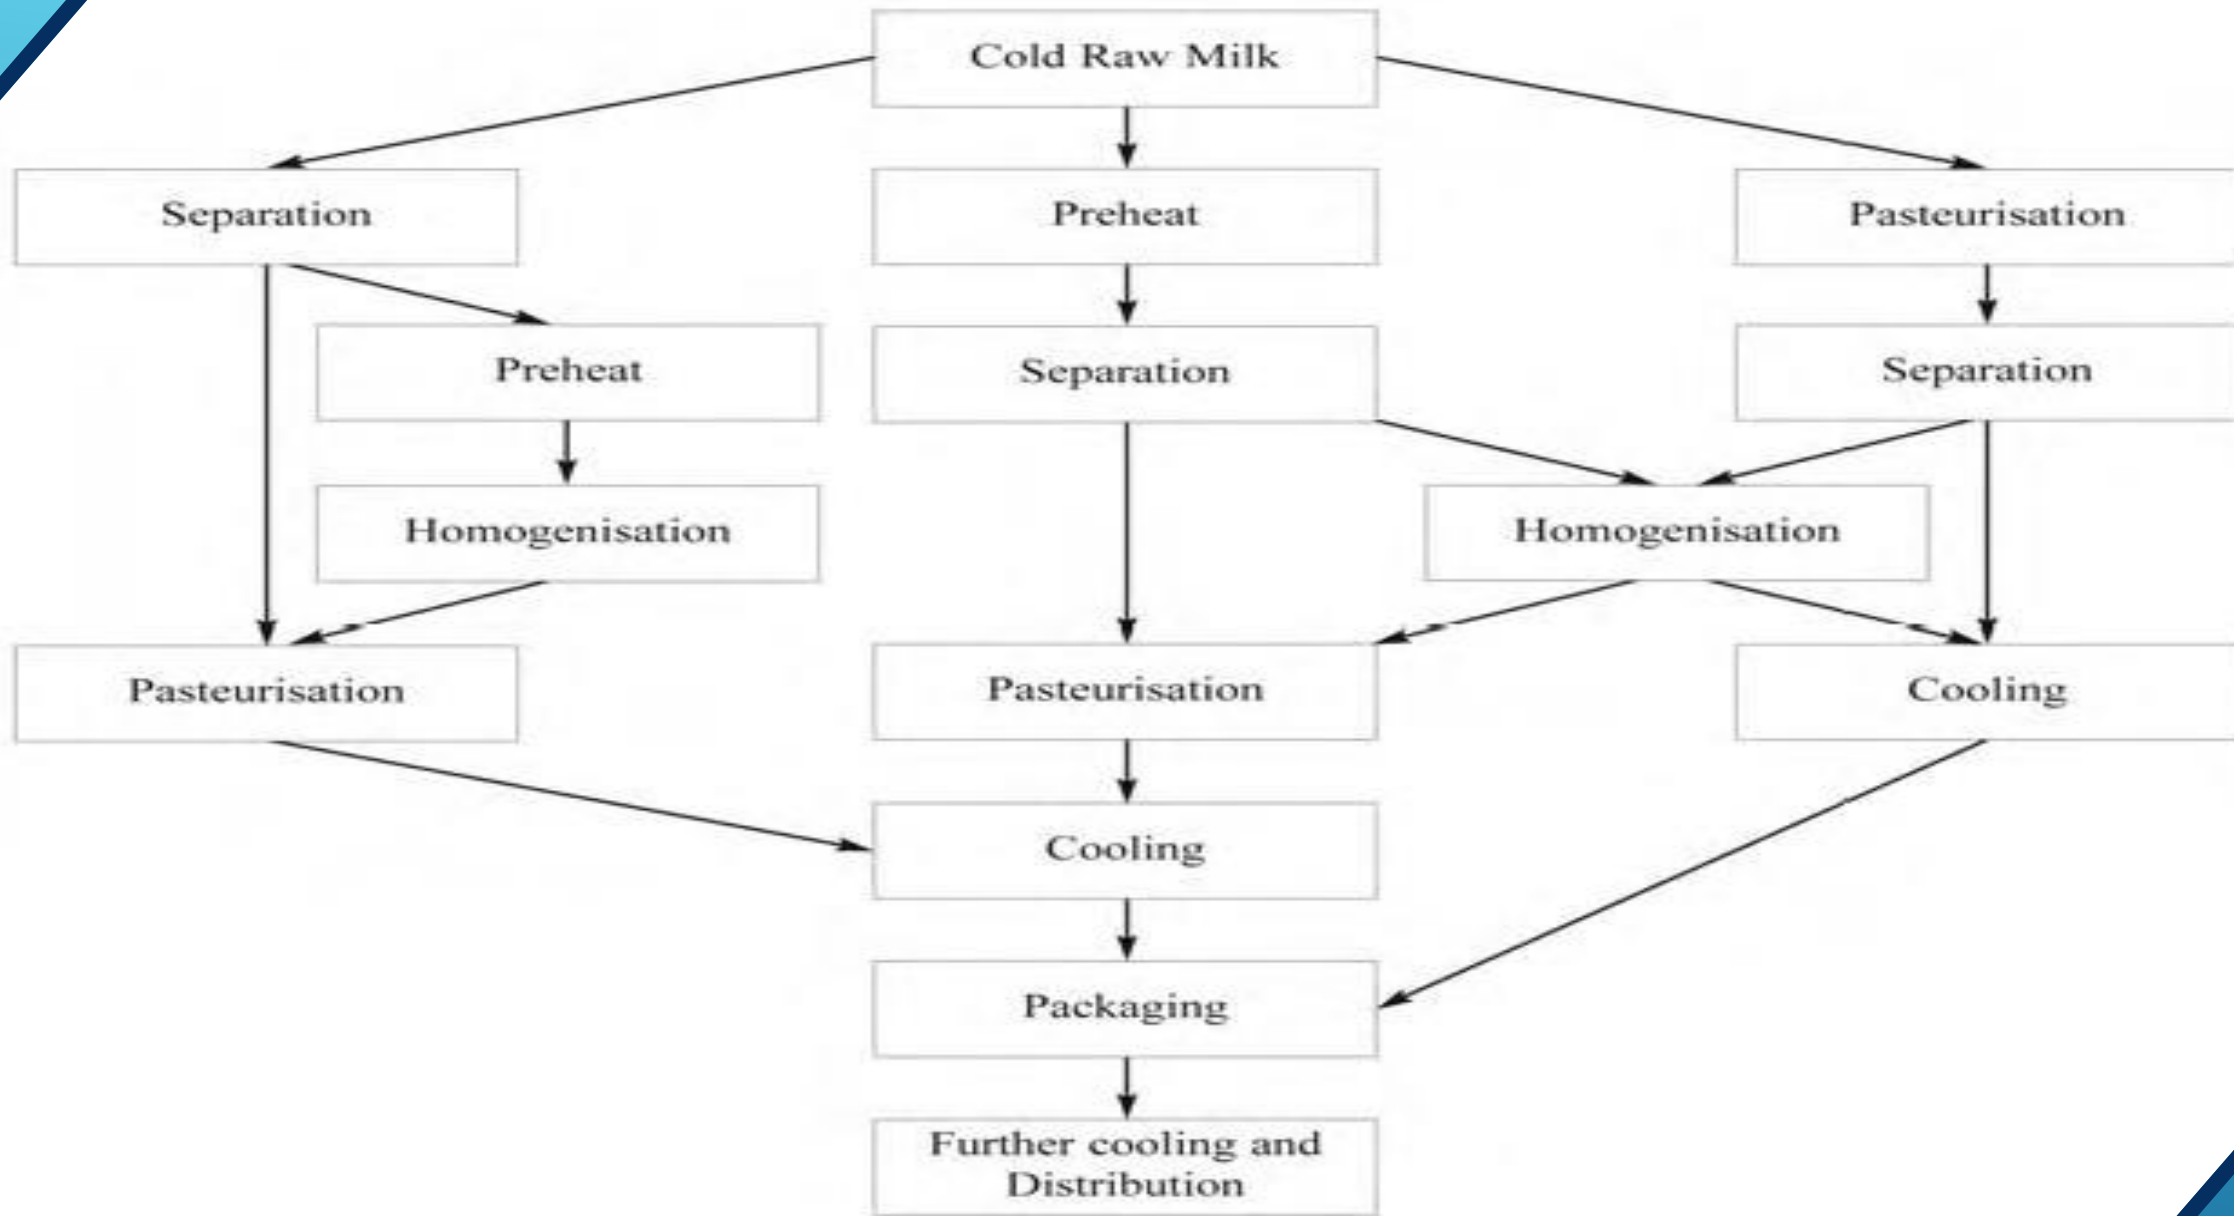 Cold Raw Milk
Separation
Preheat
Pasteurisation
Preheat
Separation
Separation
Homogenisation
Homogenisation
Pasteurisation
Pasteurisation
Cooling
Cooling
Packaging
Further cooling and
Distribution